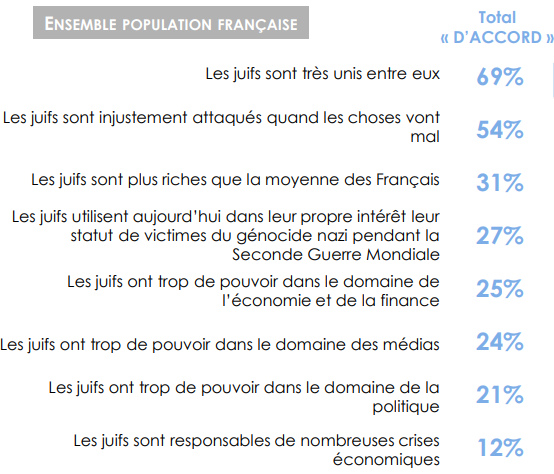 ENSEMBLE POPULATION FRANÇAISE
Total
« D'ACCORD »
Les juifs sont très unis entre eux
69%
Les juifs sont injustement attaqués quand les choses vont
mal
54%
Les juifs sont plus riches que la moyenne des Français
31%
Les juifs utilisent aujourd'hui dans leur propre intérêt leur
statut de victimes du génocide nazi pendant la
Seconde Guerre Mondiale
27%
Les juifs ont trop de pouvoir dans le domaine de
l'économie et de la finance
25%
Les juifs ont trop de pouvoir dans le domaine des médias
24%
Les juifs ont trop de pouvoir dans le domaine de la
politique
21%
Les juifs sont responsables de nombreuses crises
économiques
12%